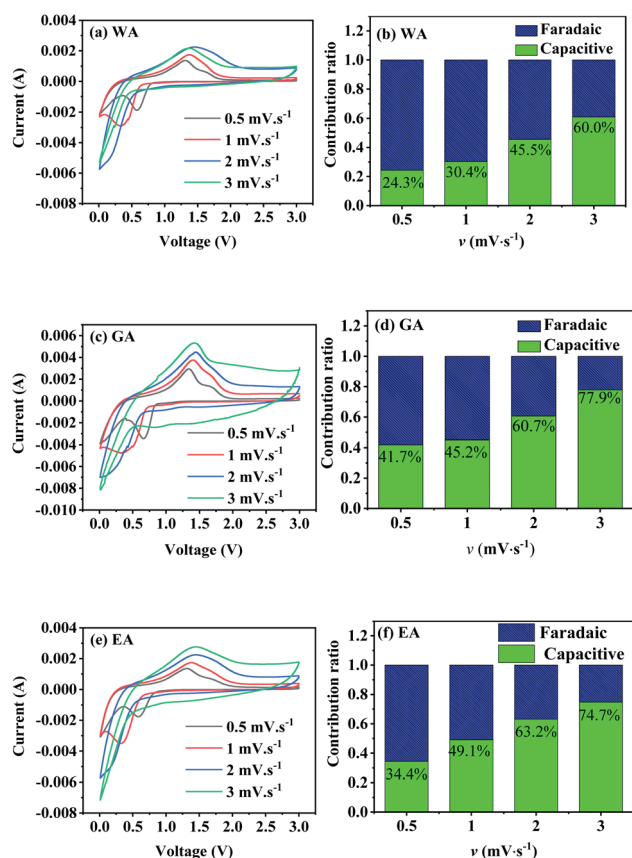 (a) WA
0.004
0.002
0.000
-0.002
-0.004
-0.006
-0.008
Current (A)
0.5 mV.s⁻¹
1 mV.s⁻¹
2 mV.s⁻¹
3 mV.s⁻¹
0.0 0.5 1.0 1.5 2.0 2.5 3.0
Voltage (V)
(b) WA
Faradaic
Capacitive
1.2
1.0
0.8
0.6
0.4
0.2
0.0
Contribution ratio
24.3% 30.4% 45.5% 60.0%
0.5 1 2 3
v (mV·s⁻¹)
(c) GA
0.006
0.004
0.002
0.000
-0.002
-0.004
-0.006
-0.008
-0.010
Current (A)
0.5 mV.s⁻¹
1 mV.s⁻¹
2 mV.s⁻¹
3 mV.s⁻¹
0.0 0.5 1.0 1.5 2.0 2.5 3.0
Voltage (V)
(d) GA
Faradaic
Capacitive
1.2
1.0
0.8
0.6
0.4
0.2
0.0
Contribution ratio
41.7% 45.2% 60.7% 77.9%
0.5 1 2 3
v (mV·s⁻¹)
(e) EA
0.004
0.002
0.000
-0.002
-0.004
-0.006
-0.008
Current (A)
0.5 mV.s⁻¹
1 mV.s⁻¹
2 mV.s⁻¹
3 mV.s⁻¹
0.0 0.5 1.0 1.5 2.0 2.5 3.0
Voltage (V)
(f) EA
Faradaic
Capacitive
1.4
1.2
1.0
0.8
0.6
0.4
0.2
0.0
Contribution ratio
34.4% 49.1% 63.2% 74.7%
0.5 1 2 3
v (mV·s⁻¹)